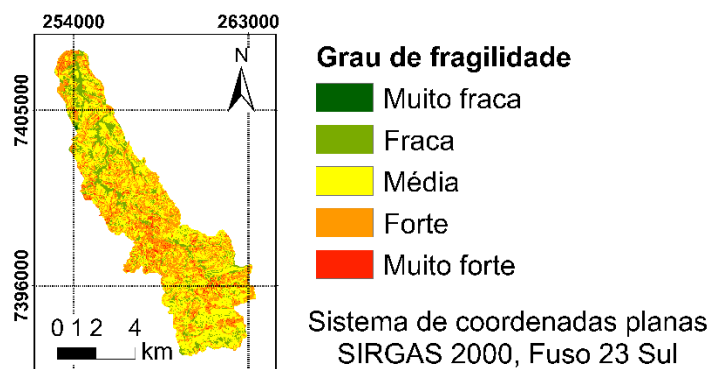 254000 263000
N
7405000
7396000
0 1 2 4
km
Grau de fragilidade
Muito fraca
Fraca
Média
Forte
Muito forte
Sistema de coordenadas planas
SIRGAS 2000, Fuso 23 Sul